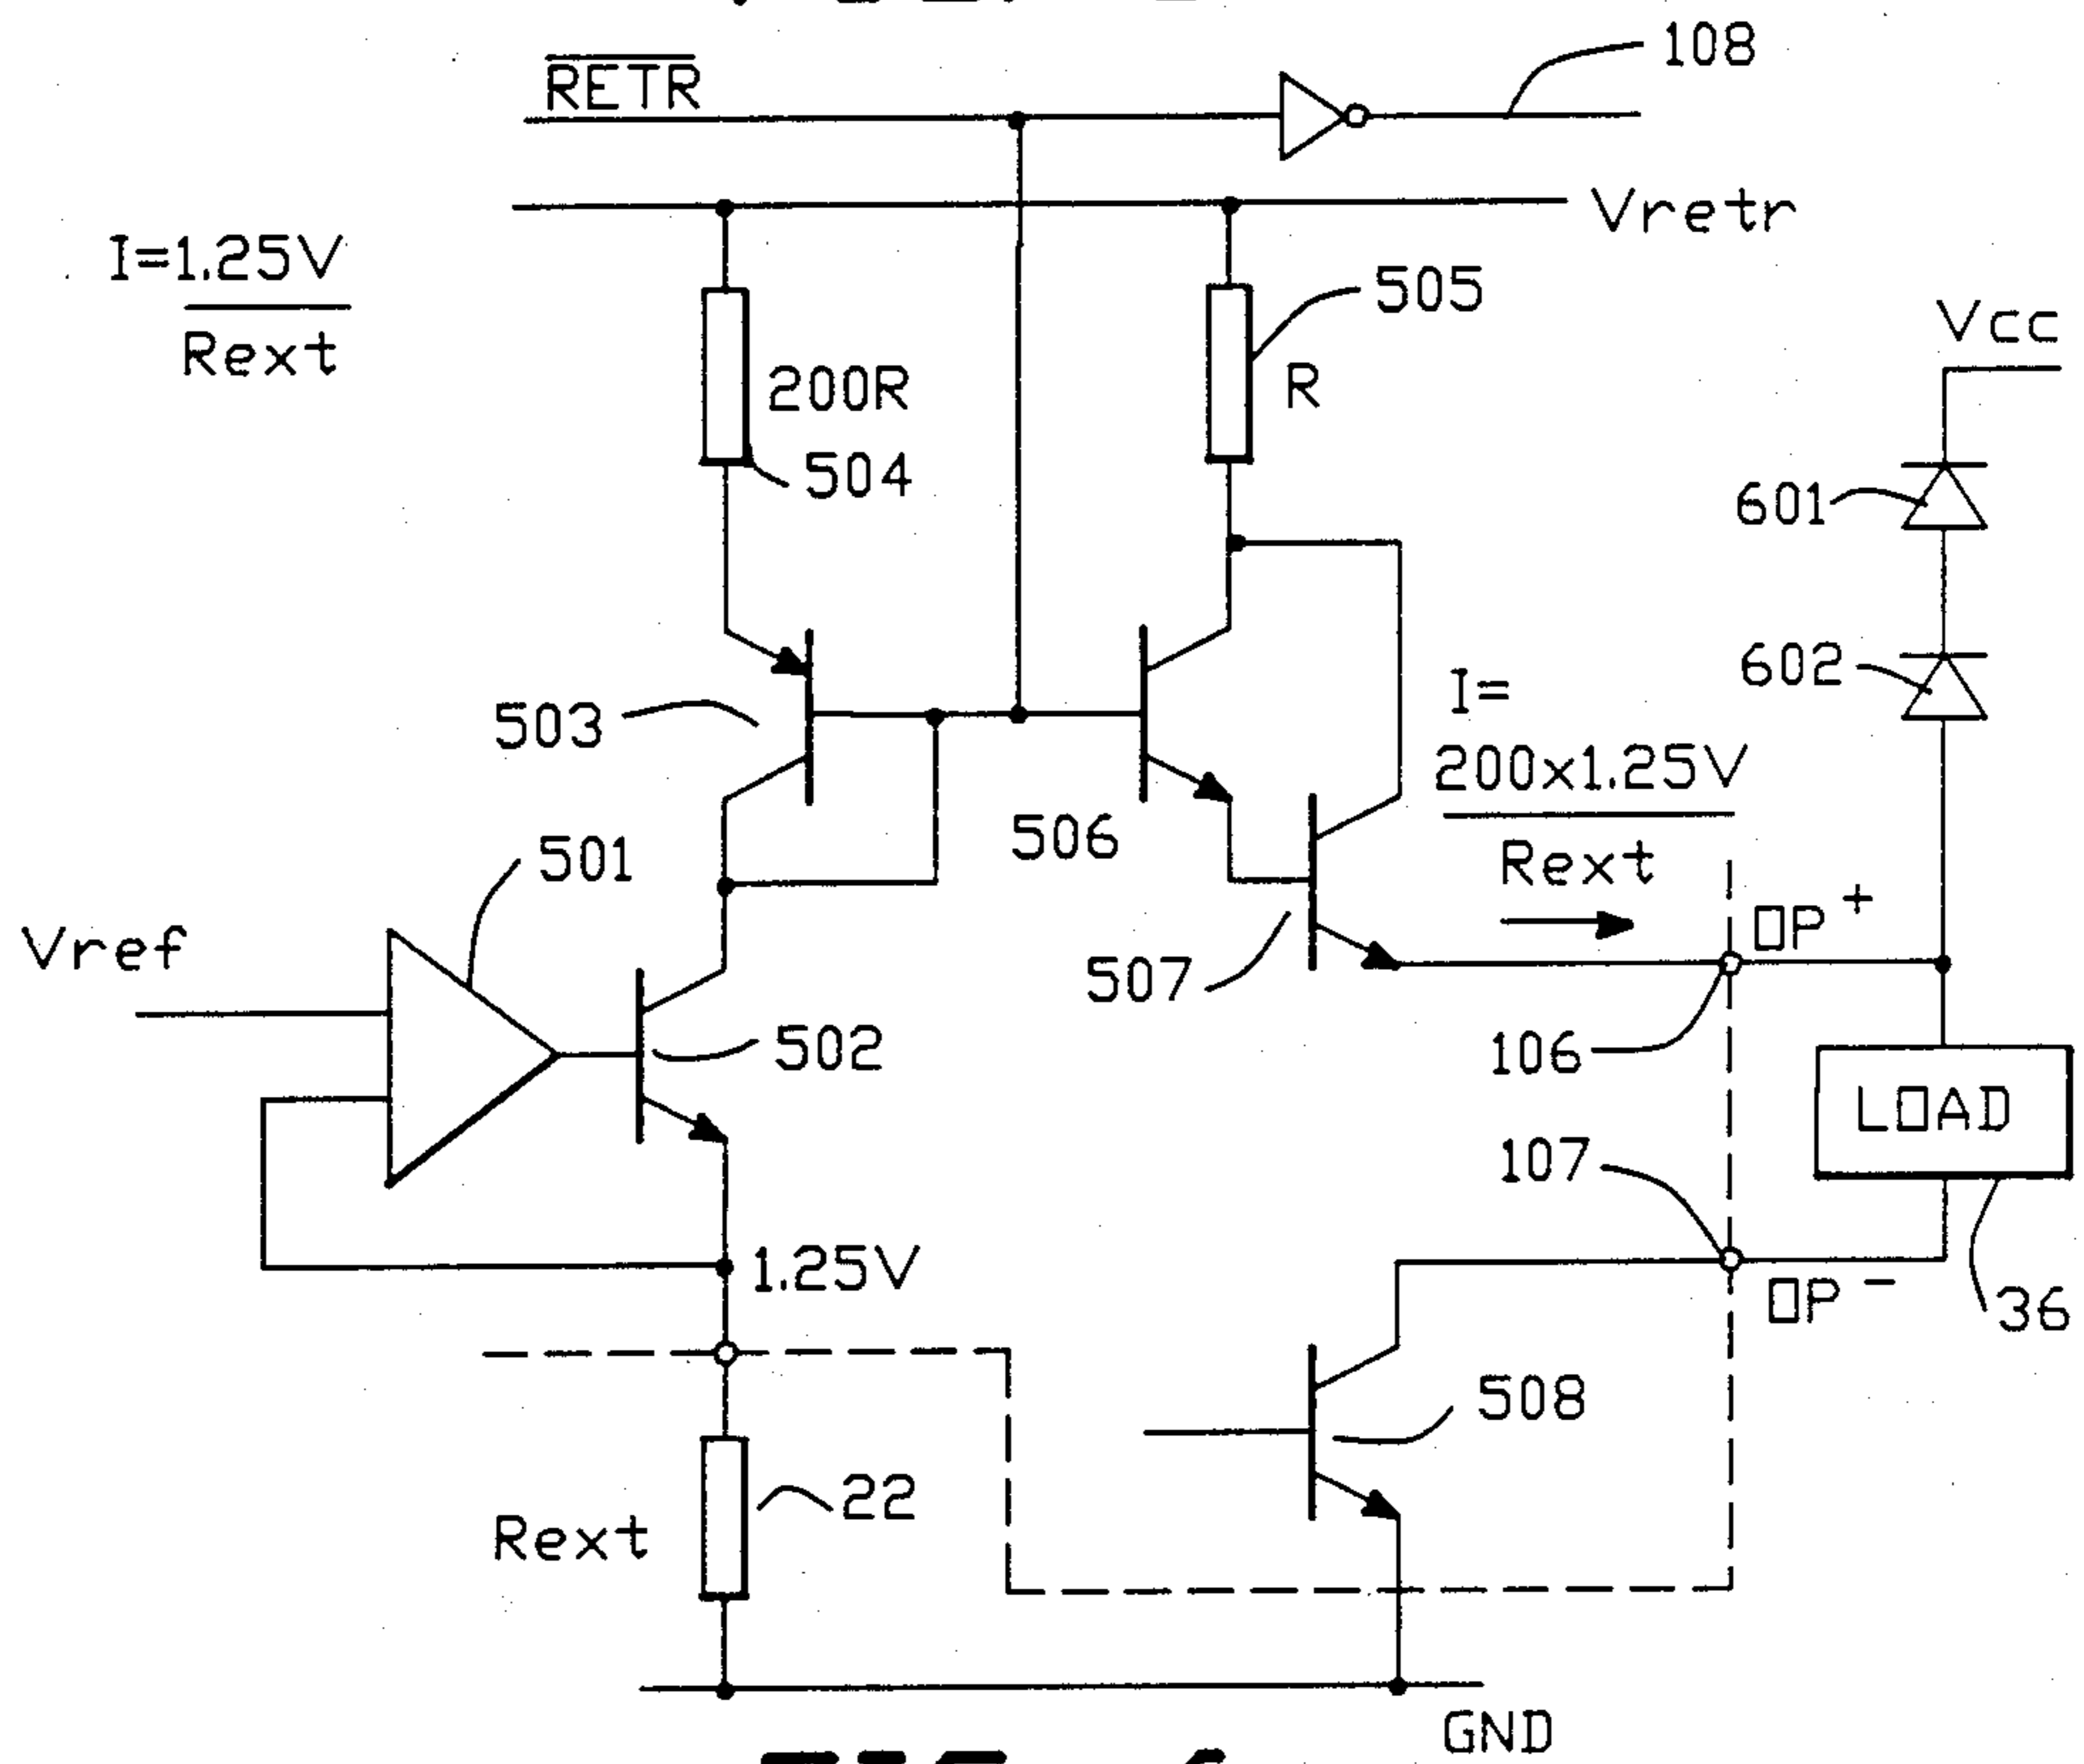 RETR
108
Vretr
I=1.25V
Rext
505
200R
R
504
Vcc
601
602
503
I=
200x1.25V
Rext
506
501
OP +
Vref
507
502
106
LOAD
107
1.25V
OP -
36
508
22
Rext
GND